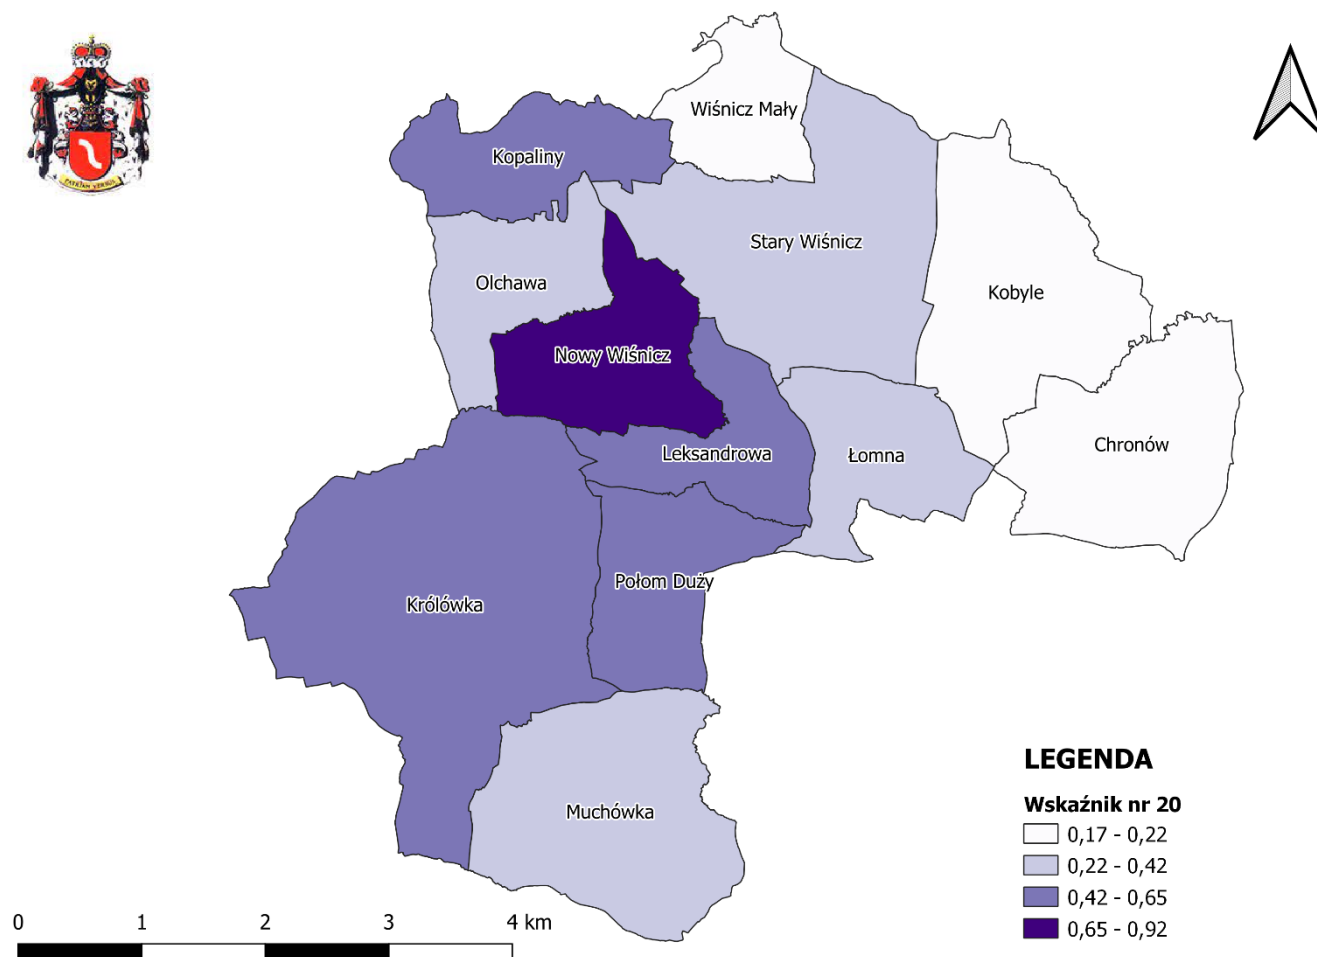 Wiśnicz Mały
Kopaliny
Stary Wiśnicz
Olchawa
Kobyle
Nowy Wiśnicz
Chronów
Leksandrowa
Łomna
Połom Duży
Królówka
Muchówka
LEGENDA
Wskaźnik nr 20
0,17 - 0,22
0,22 - 0,42
0,42 - 0,65
0,65 - 0,92
0 1 2 3 4 km